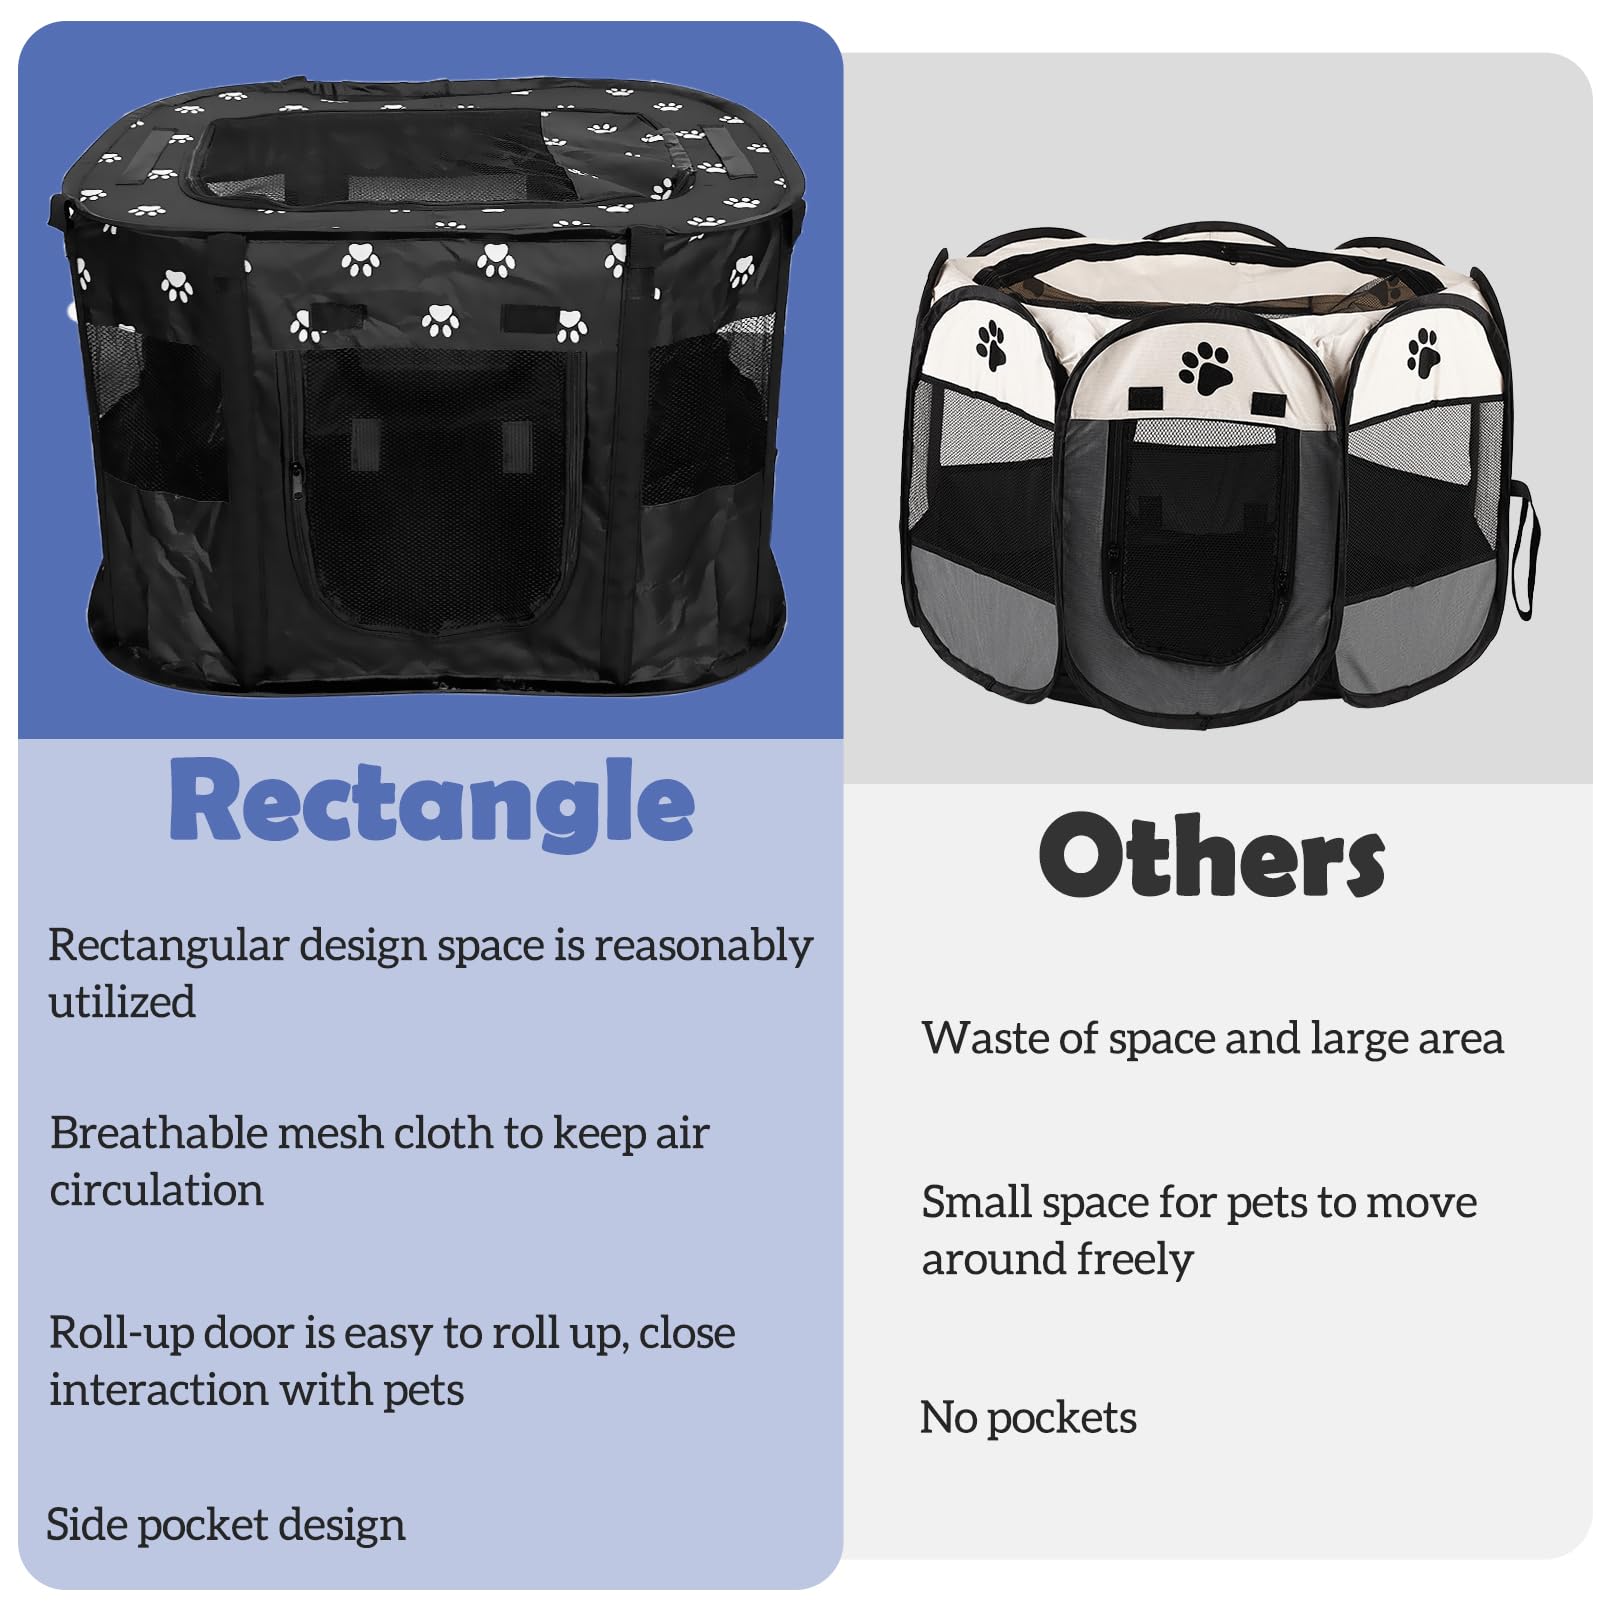 Rectangle
Rectangular design space is reasonably
utilized
Breathable mesh cloth to keep air
circulation
Roll-up door is easy to roll up, close
interaction with pets
Side pocket design
Others
Waste of space and large area
Small space for pets to move
around freely
No pockets